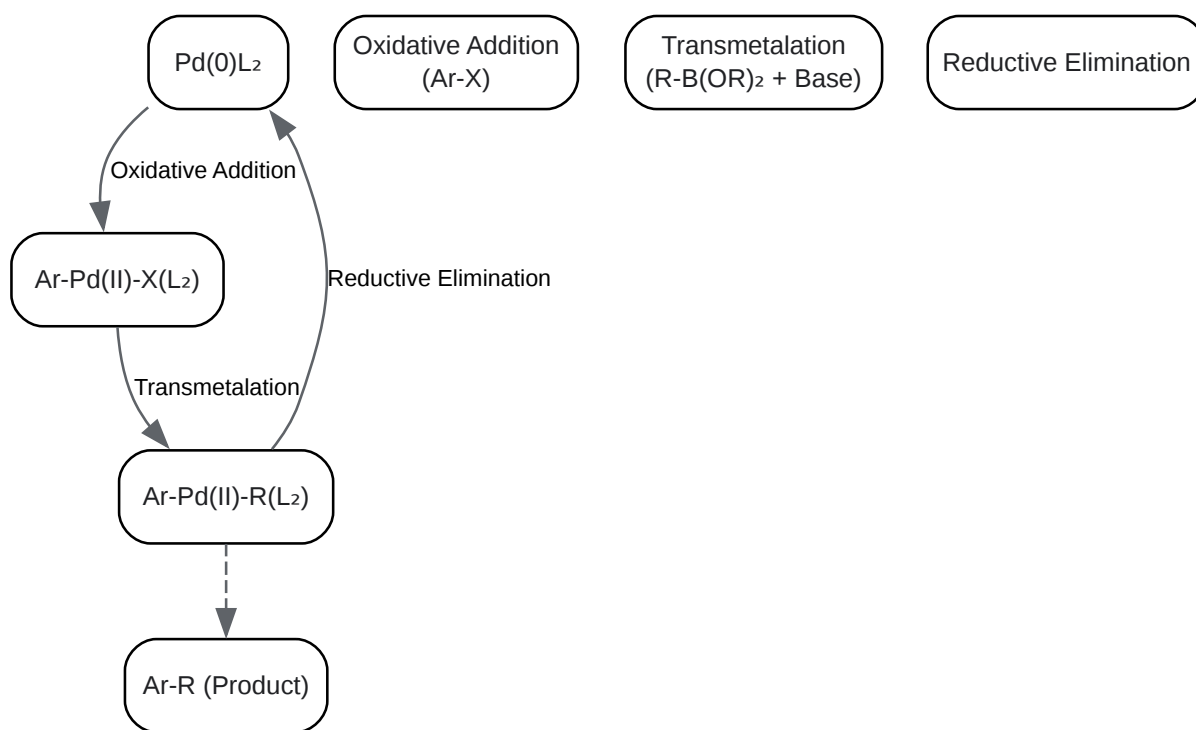 Pd(0)L₂
Oxidative Addition
(Ar-X)
Transmetalation
(R-B(OR)₂ + Base)
Reductive Elimination
Oxidative Addition
Ar-Pd(II)-X(L₂)
Reductive Elimination
Transmetalation
Ar-Pd(II)-R(L₂)
Ar-R (Product)